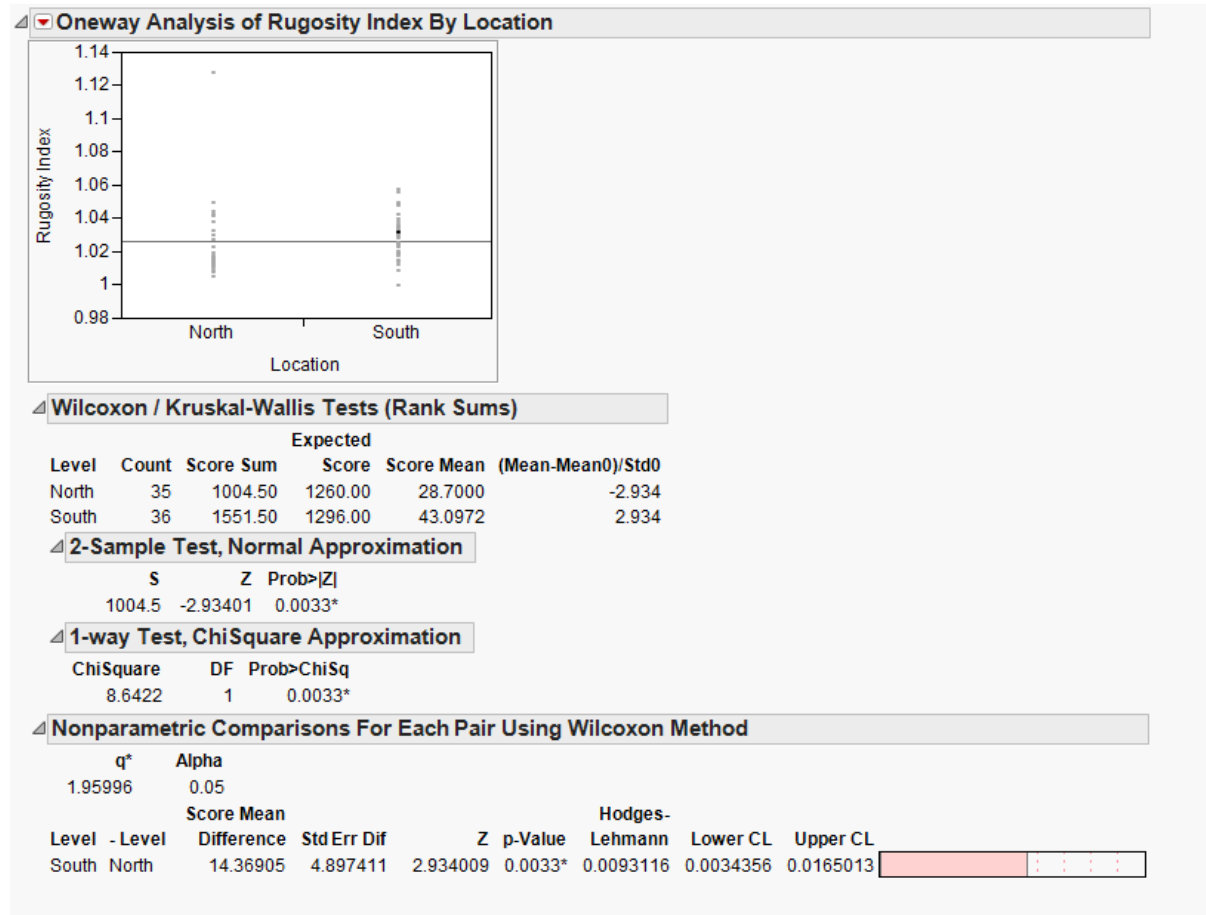 Oneway Analysis of Rugosity Index By Location
1.14
1.12
1.1
1.08
1.06
1.04
1.02
1
0.98
Rugosity Index
North South
Location
Wilcoxon / Kruskal-Wallis Tests (Rank Sums)
Expected
Level Count Score Sum Score Score Mean (Mean-Mean0)/Std0
North 35 1004.50 1260.00 28.7000 -2.934
South 36 1551.50 1296.00 43.0972 2.934
2-Sample Test, Normal Approximation
S Z Prob>|Z|
1004.5 -2.93401 0.0033*
1-way Test, ChiSquare Approximation
ChiSquare DF Prob>ChiSq
8.6422 1 0.0033*
Nonparametric Comparisons For Each Pair Using Wilcoxon Method
q* Alpha
1.95996 0.05
Score Mean Hodges-
Level - Level Difference Std Err Dif Z p-Value Lehmann Lower CL Upper CL
South North 14.36905 4.897411 2.934009 0.0033* 0.0093116 0.0034356 0.0165013